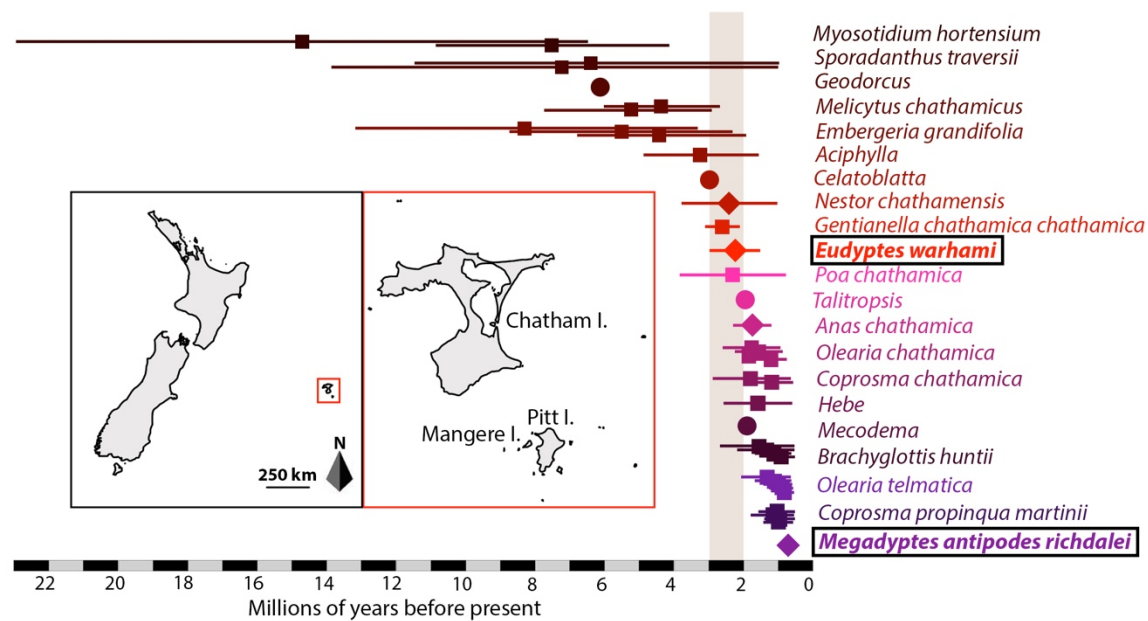 Myosotidium hortensium
Sporadanthus traversii
Geodorcus
Melicytus chathamicus
Embergeria grandifolia
Aciphylla
Celatoblatta
Nestor chathamensis
Gentianella chathamica chathamica
Eudyptes warhami
Poa chathamica
Talitropsis
Anas chathamica
Olearia chathamica
Coprosma chathamica
Hebe
Mecodema
Brachyglottis huntii
Olearia telmatica
Coprosma propinqua martinii
Megadyptes antipodes richdalei
Chatham I.
Pitt I.
Mangere I.
N
250 km
22 20 18 16 14 12 10 8 6 4 2 0
Millions of years before present